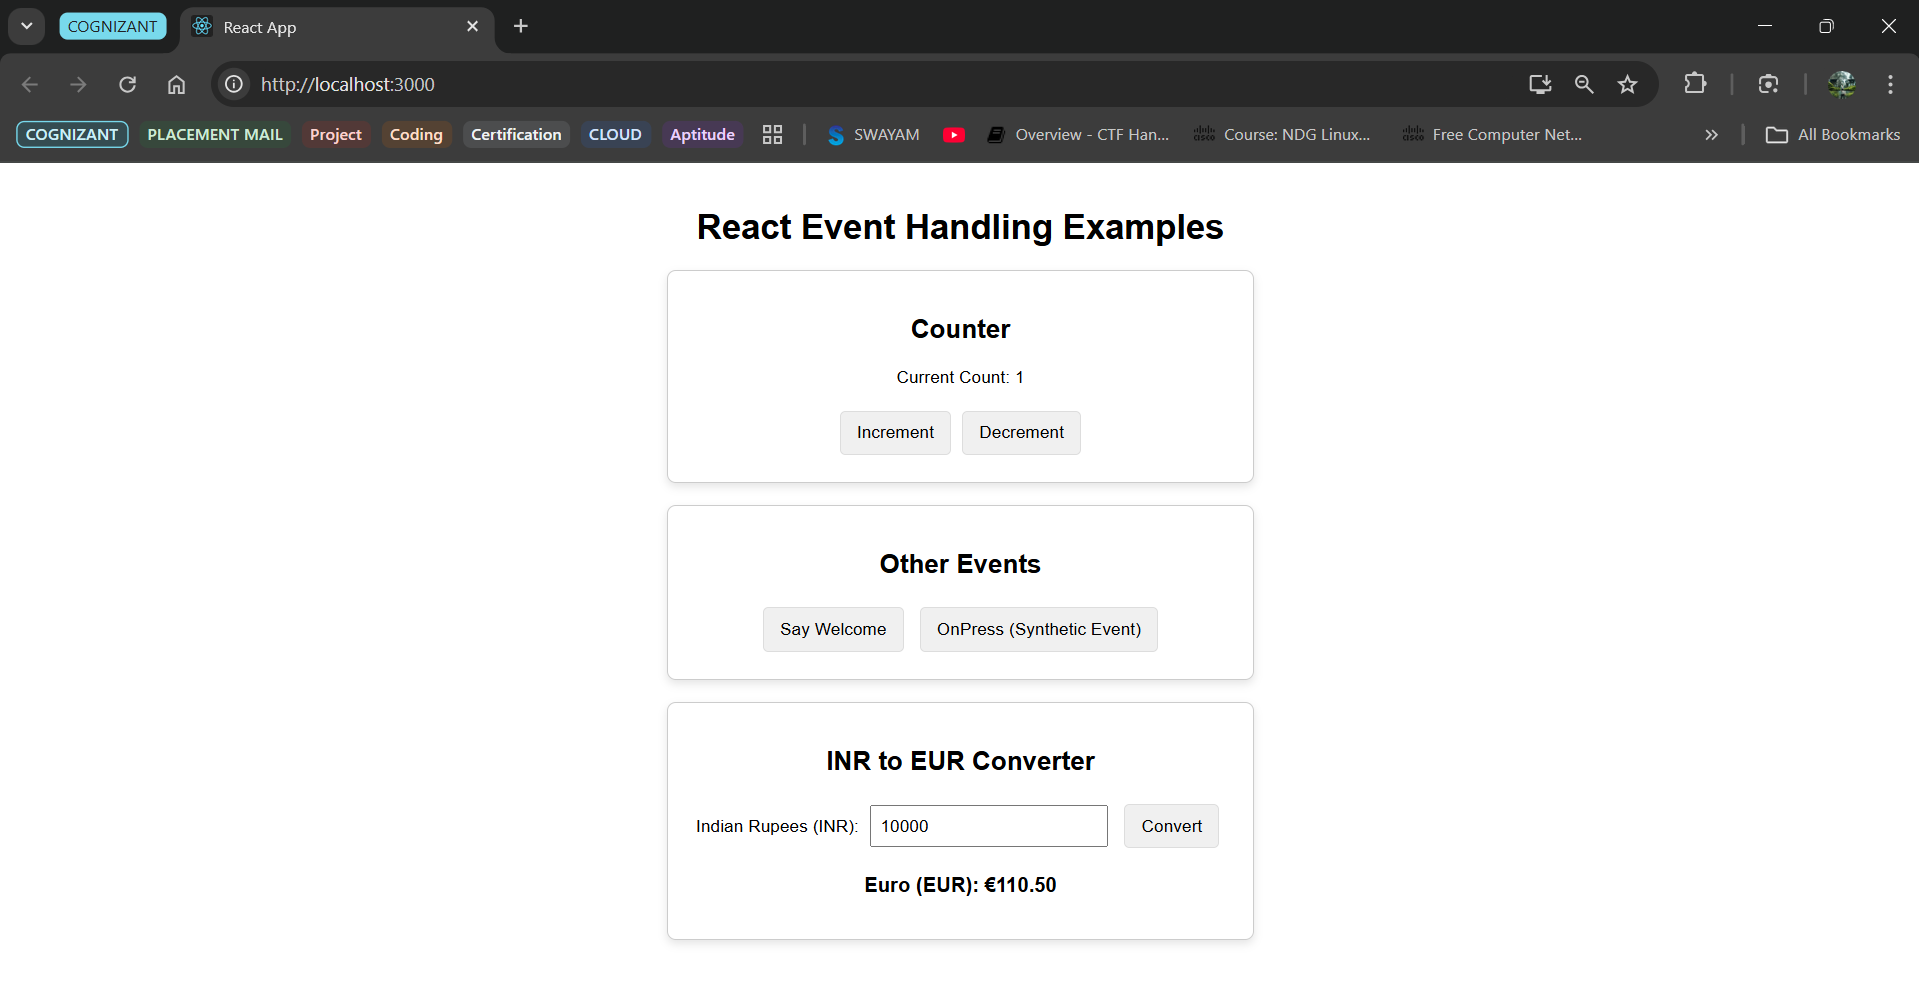 COGNIZANT React App
http://localhost:3000
COGNIZANT PLACEMENT MAIL Project Coding Certification CLOUD Aptitude SWAYAM Overview - CTF Han... Course: NDG Linux... Free Computer Net... All Bookmarks
React Event Handling Examples
Counter
Current Count: 1
Increment Decrement
Other Events
Say Welcome OnPress (Synthetic Event)
INR to EUR Converter
Indian Rupees (INR): 10000 Convert
Euro (EUR): €110.50